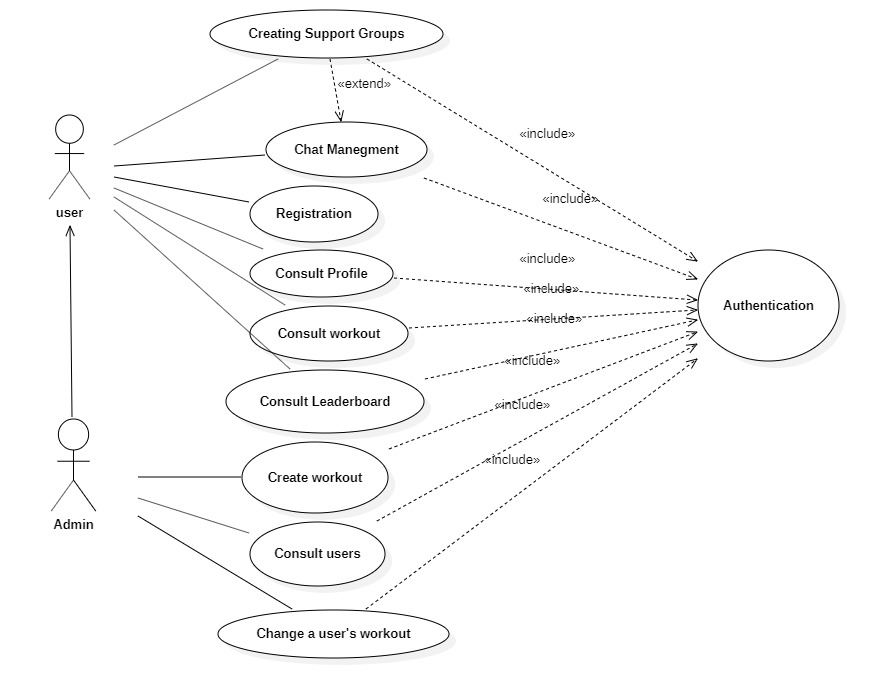 Creating Support Groups
«extend»
«include»
Chat Manegment
«include»
user
Registration
«include»
Consult Profile
«include»
Authentication
«include»
Consult workout
«include»
Consult Leaderboard
«include»
«include»
Create workout
Admin
Consult users
Change a user's workout